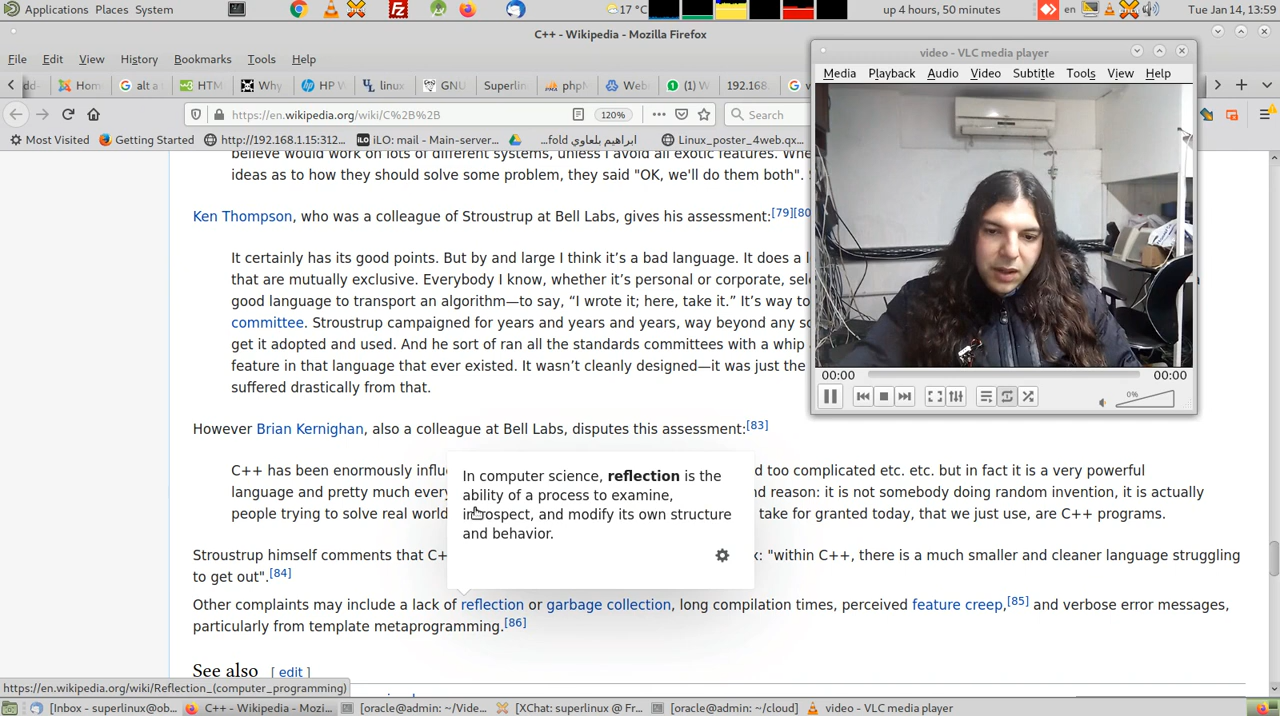 Applications Places System
17 °C
up 4 hours, 50 minutes
en
Tue Jan 14, 13:59
C++ - Wikipedia - Mozilla Firefox
File Edit View History Bookmarks Tools Help
Hom
alt a
HTM
Why
HP
linux
GNU
Superlin
php
Web
(1)
192.168.
https://en.wikipedia.org/wiki/C%2B%2B
120%
Search
Most Visited
Getting Started
http://192.168.15:312...
iLO: mail - Main-server...
...fold ابراهيم بلعاوي
Linux_poster_4web.qx...
believe would work on lots of different systems, unless I avoid all exotic features. Whe
ideas as to how they should solve some problem, they said "OK, we'll do them both".
Ken Thompson, who was a colleague of Stroustrup at Bell Labs, gives his assessment:[79][80
It certainly has its good points. But by and large I think it's a bad language. It does a l
that are mutually exclusive. Everybody I know, whether it's personal or corporate, sele
good language to transport an algorithm—to say, “I wrote it; here, take it.” It's way to
committee. Stroustrup campaigned for years and years and years, way beyond any so
get it adopted and used. And he sort of ran all the standards committees with a whip
feature in that language that ever existed. It wasn't cleanly designed—it was just the
suffered drastically from that.
However Brian Kernighan, also a colleague at Bell Labs, disputes this assessment:[83]
C++ has been enormously influ
d too complicated etc. etc. but in fact it is a very powerful
language and pretty much every
nd reason: it is not somebody doing random invention, it is actually
people trying to solve real world
take for granted today, that we just use, are C++ programs.
In computer science, reflection is the
ability of a process to examine,
introspect, and modify its own structure
and behavior.
Stroustrup himself comments that C+
x: "within C++, there is a much smaller and cleaner language struggling
to get out".[84]
Other complaints may include a lack of reflection or garbage collection, long compilation times, perceived feature creep,[85] and verbose error messages,
particularly from template metaprogramming.[86]
See also [ edit ]
https://en.wikipedia.org/wiki/Reflection_(computer_programming)
video - VLC media player
Media Playback Audio Video Subtitle Tools View Help
00:00
00:00
0%
[Inbox - superlinux@ob...
C++ - Wikipedia - Mozi...
[oracle@admin: ~/Vide...
[XChat: superlinux @ Fr...
[oracle@admin: ~/cloud]
video - VLC media player